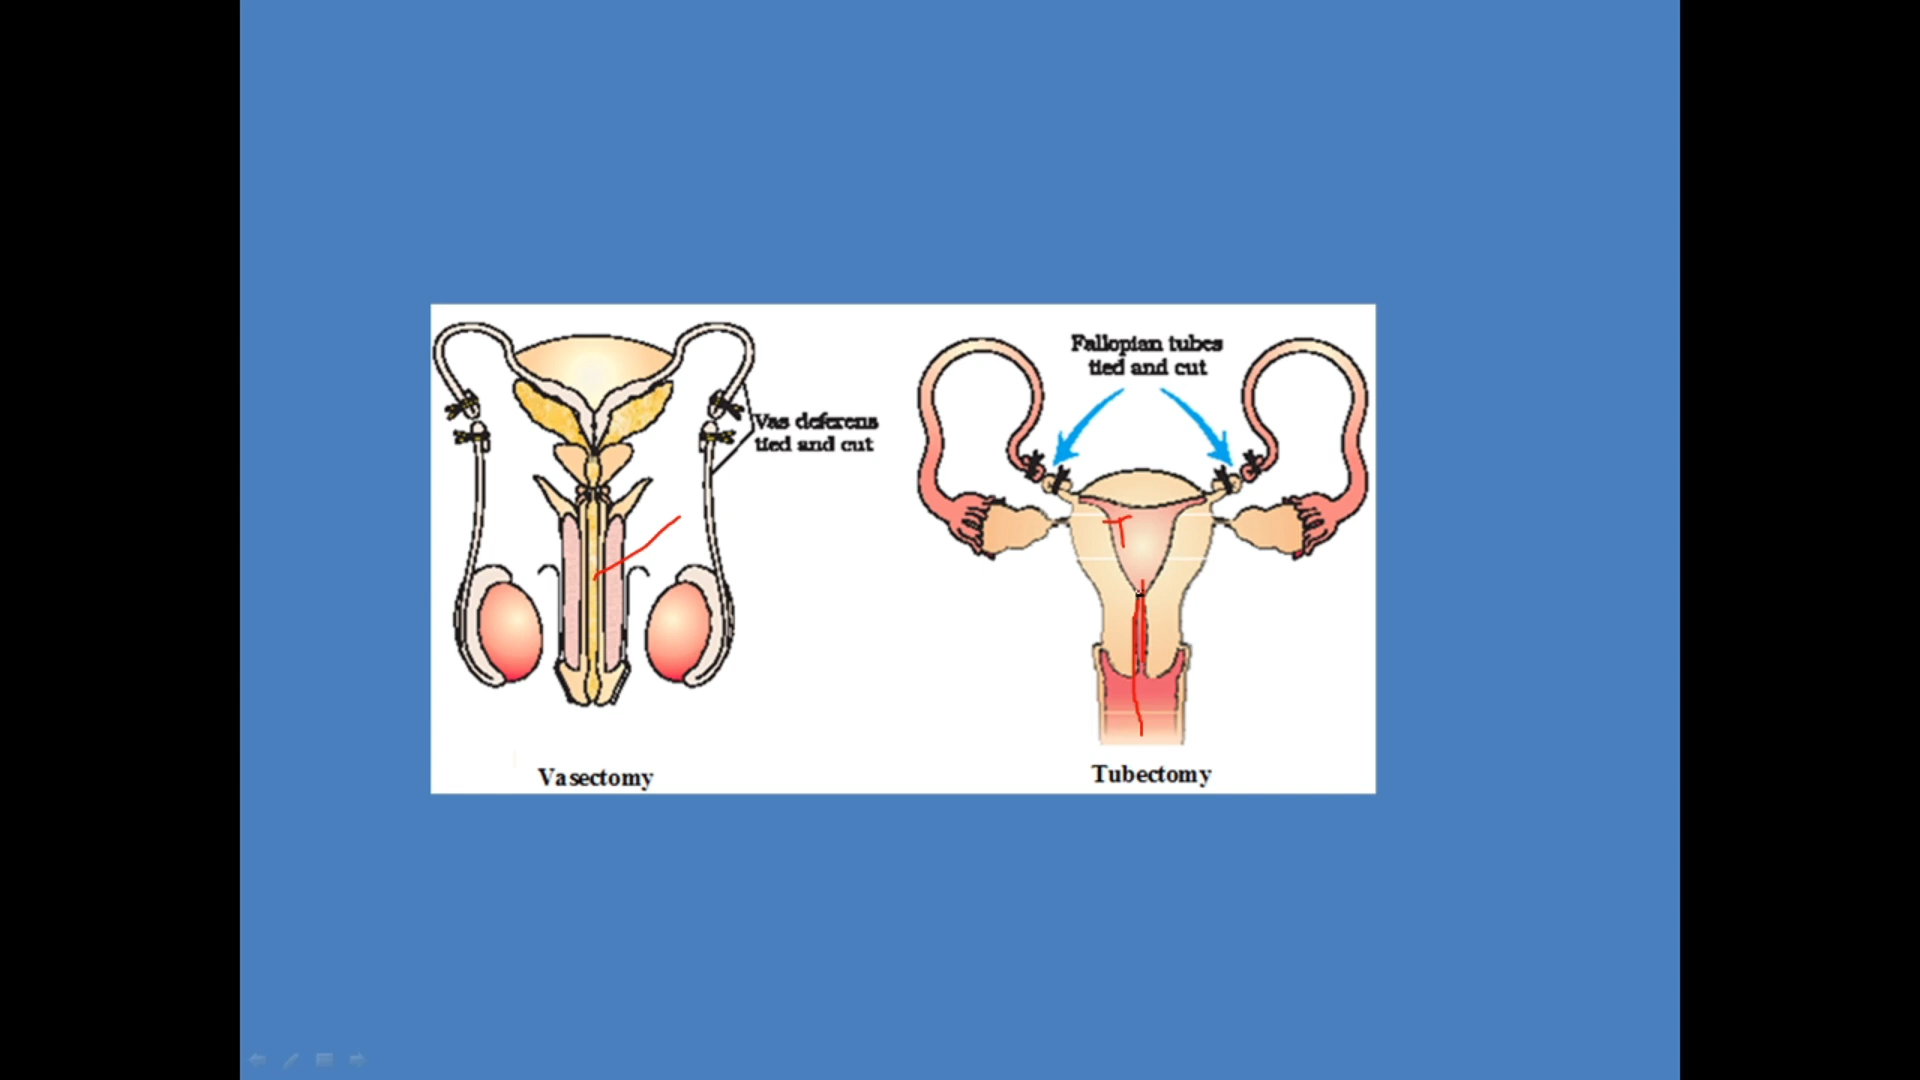 Fallopian tubes
tied and cut
Vas deferens
tied and cut
Vasectomy
Tubectomy